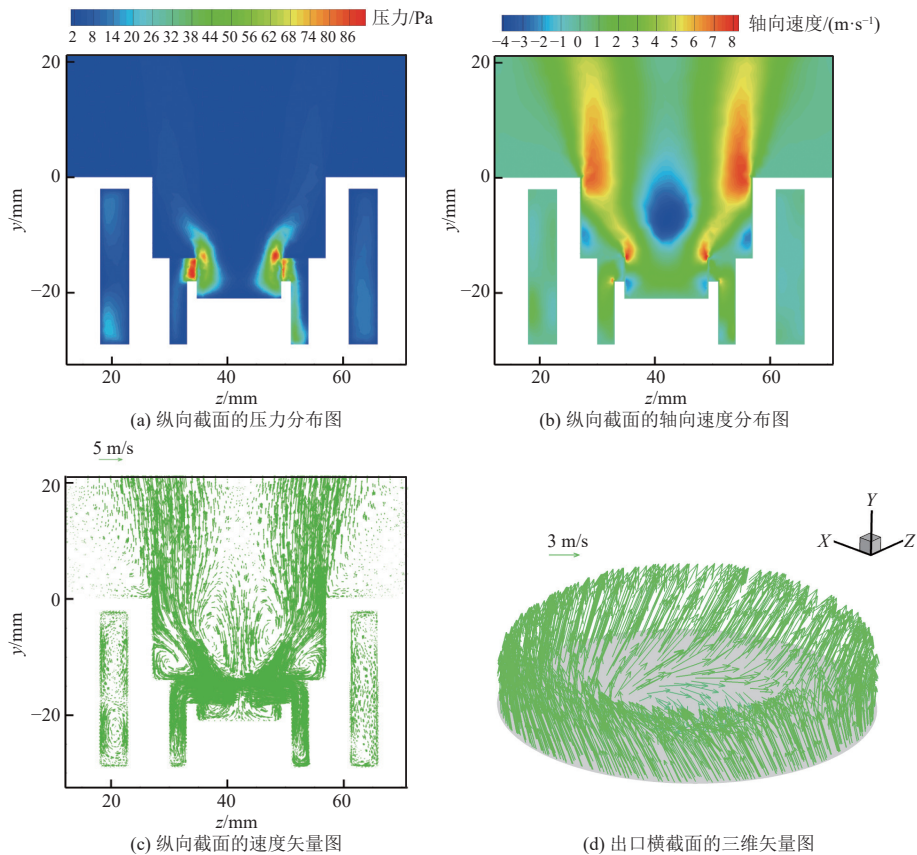 压力/Pa
2 8 14 20 26 32 38 44 50 56 62 68 74 80 86
20
0
−20
y/mm
20 40 60
z/mm
(a) 纵向截面的压力分布图
轴向速度/(m·s⁻¹)
−4 −3 −2 −1 0 1 2 3 4 5 6 7 8
20
0
−20
y/mm
20 40 60
z/mm
(b) 纵向截面的轴向速度分布图
5 m/s
20
0
−20
y/mm
20 40 60
z/mm
(c) 纵向截面的速度矢量图
3 m/s
Y
X Z
(d) 出口横截面的三维矢量图